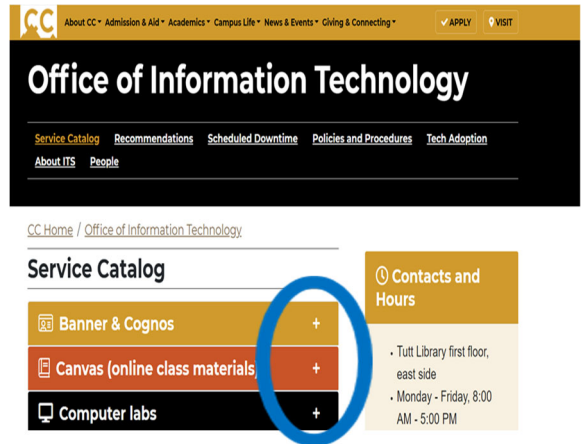 CC About CC Admission & Aid Academics Campus Life News & Events Giving & Connecting APPLY VISIT
Office of Information Technology
Service Catalog Recommendations Scheduled Downtime Policies and Procedures Tech Adoption
About ITS People
CC Home / Office of Information Technology
Service Catalog
Banner & Cognos +
Canvas (online class materials) +
Computer labs +
Contacts and
Hours
• Tutt Library first floor,
east side
• Monday - Friday, 8:00
AM - 5:00 PM